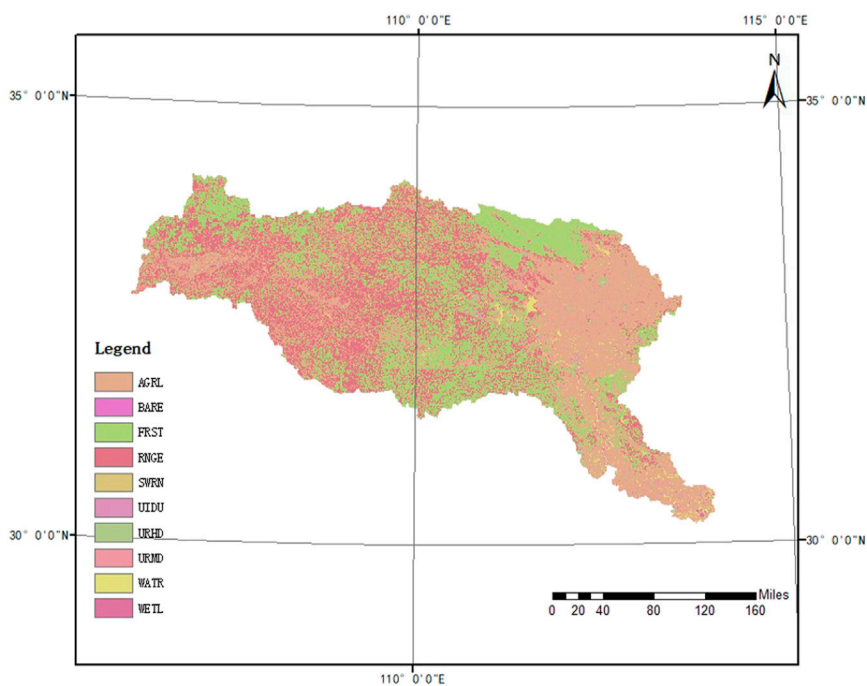 110° 0'0"E
115° 0'0"E
N
35° 0'0"N
35° 0'0"N
Legend
AGRL
BARE
FRST
RNGE
SWRN
UIDU
URHD
URMD
WATR
WETL
30° 0'0"N
30° 0'0"N
Miles
0 20 40 80 120 160
110° 0'0"E